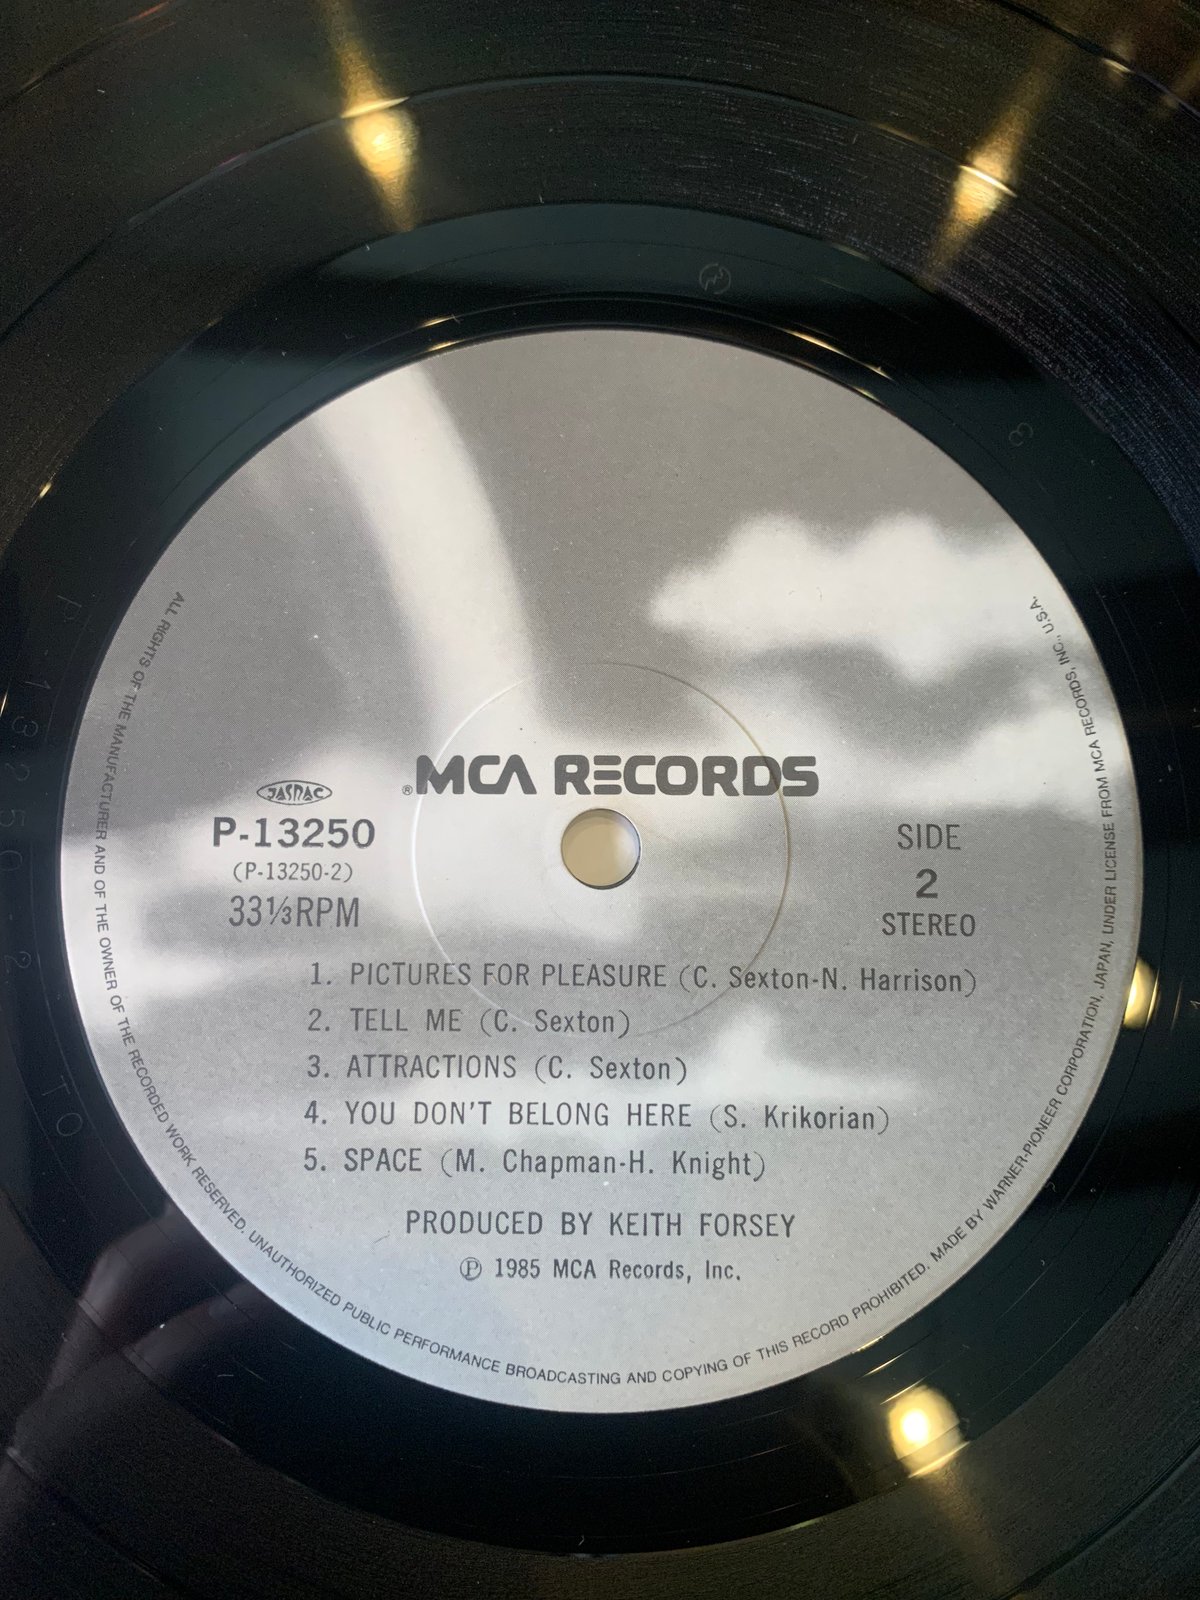 ®MCA RECORDS
JASRAC
P-13250
(P-13250-2)
33⅓RPM
SIDE
2
STEREO
1. PICTURES FOR PLEASURE (C. Sexton-N. Harrison)
2. TELL ME (C. Sexton)
3. ATTRACTIONS (C. Sexton)
4. YOU DON'T BELONG HERE (S. Krikorian)
5. SPACE (M. Chapman-H. Knight)
PRODUCED BY KEITH FORSEY
Ⓟ 1985 MCA Records, Inc.
ALL RIGHTS OF THE MANUFACTURER AND OF THE OWNER OF THE RECORDED WORK RESERVED. UNAUTHORIZED PUBLIC PERFORMANCE BROADCASTING AND COPYING OF THIS RECORD PROHIBITED. MADE BY WARNER-PIONEER CORPORATION, JAPAN, UNDER LICENSE FROM MCA RECORDS, INC., U.S.A.
P-13250-2 TO
3